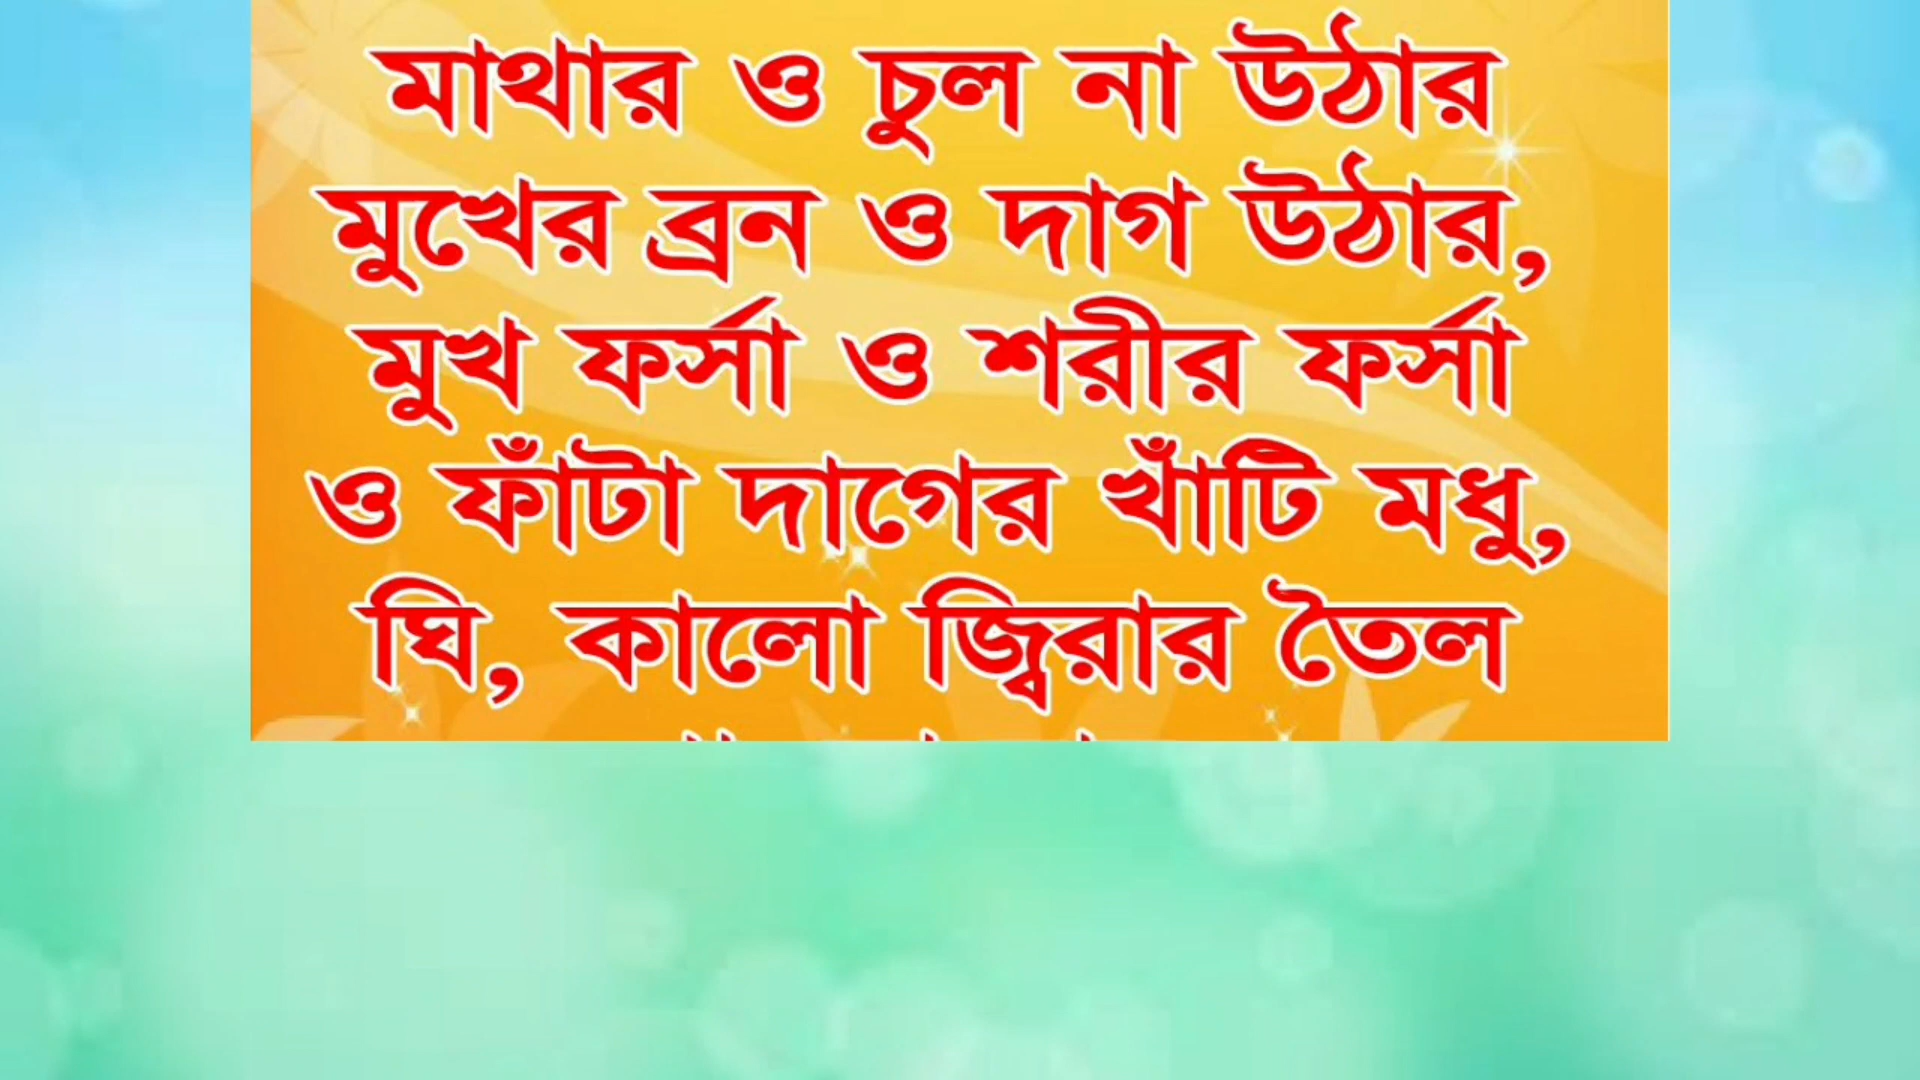 মাথার ও চুল না উঠার
মুখের ব্রন ও দাগ উঠার,
মুখ ফর্সা ও শরীর ফর্সা
ও ফাঁটা দাগের খাঁটি মধু,
ঘি, কালো জ্বিরার তৈল